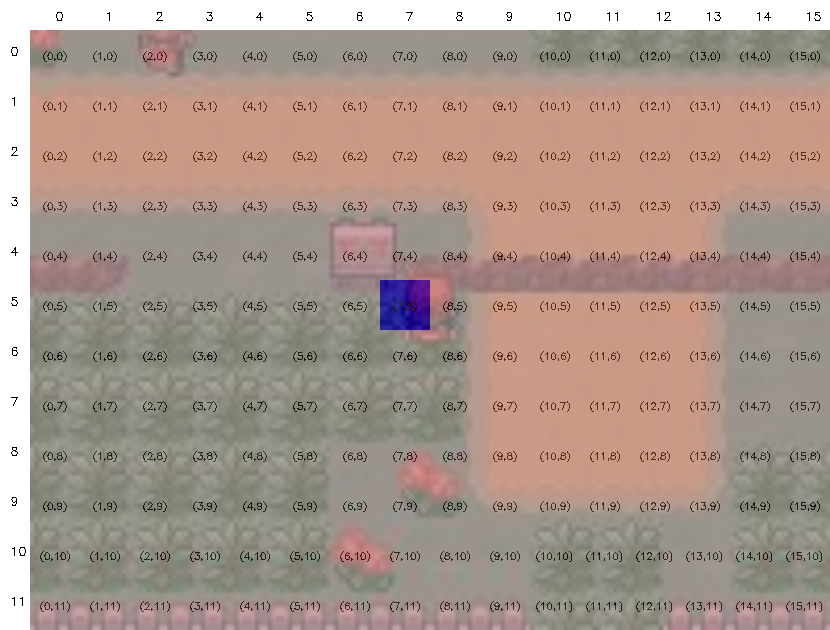 0 1 2 3 4 5 6 7 8 9 10 11 12 13 14 15
0 (0,0) (1,0) (2,0) (3,0) (4,0) (5,0) (6,0) (7,0) (8,0) (9,0) (10,0) (11,0) (12,0) (13,0) (14,0) (15,0)
1 (0,1) (1,1) (2,1) (3,1) (4,1) (5,1) (6,1) (7,1) (8,1) (9,1) (10,1) (11,1) (12,1) (13,1) (14,1) (15,1)
2 (0,2) (1,2) (2,2) (3,2) (4,2) (5,2) (6,2) (7,2) (8,2) (9,2) (10,2) (11,2) (12,2) (13,2) (14,2) (15,2)
3 (0,3) (1,3) (2,3) (3,3) (4,3) (5,3) (6,3) (7,3) (8,3) (9,3) (10,3) (11,3) (12,3) (13,3) (14,3) (15,3)
4 (0,4) (1,4) (2,4) (3,4) (4,4) (5,4) (6,4) (7,4) (8,4) (9,4) (10,4) (11,4) (12,4) (13,4) (14,4) (15,4)
5 (0,5) (1,5) (2,5) (3,5) (4,5) (5,5) (6,5) (7,5) (8,5) (9,5) (10,5) (11,5) (12,5) (13,5) (14,5) (15,5)
6 (0,6) (1,6) (2,6) (3,6) (4,6) (5,6) (6,6) (7,6) (8,6) (9,6) (10,6) (11,6) (12,6) (13,6) (14,6) (15,6)
7 (0,7) (1,7) (2,7) (3,7) (4,7) (5,7) (6,7) (7,7) (8,7) (9,7) (10,7) (11,7) (12,7) (13,7) (14,7) (15,7)
8 (0,8) (1,8) (2,8) (3,8) (4,8) (5,8) (6,8) (7,8) (8,8) (9,8) (10,8) (11,8) (12,8) (13,8) (14,8) (15,8)
9 (0,9) (1,9) (2,9) (3,9) (4,9) (5,9) (6,9) (7,9) (8,9) (9,9) (10,9) (11,9) (12,9) (13,9) (14,9) (15,9)
10 (0,10) (1,10) (2,10) (3,10) (4,10) (5,10) (6,10) (7,10) (8,10) (9,10) (10,10) (11,10) (12,10) (13,10) (14,10) (15,10)
11 (0,11) (1,11) (2,11) (3,11) (4,11) (5,11) (6,11) (7,11) (8,11) (9,11) (10,11) (11,11) (12,11) (13,11) (14,11) (15,11)